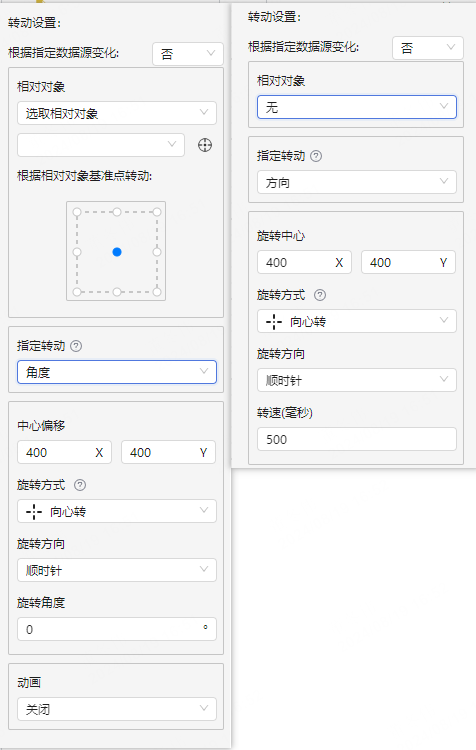 转动设置:
根据指定数据源变化: 否
相对对象
选取相对对象
根据相对对象基准点转动:
指定转动 ?
角度
中心偏移
400 X 400 Y
旋转方式 ?
向心转
旋转方向
顺时针
旋转角度
0 °
动画
关闭
转动设置:
根据指定数据源变化: 否
相对对象
无
指定转动 ?
方向
旋转中心
400 X 400 Y
旋转方式 ?
向心转
旋转方向
顺时针
转速(毫秒)
500